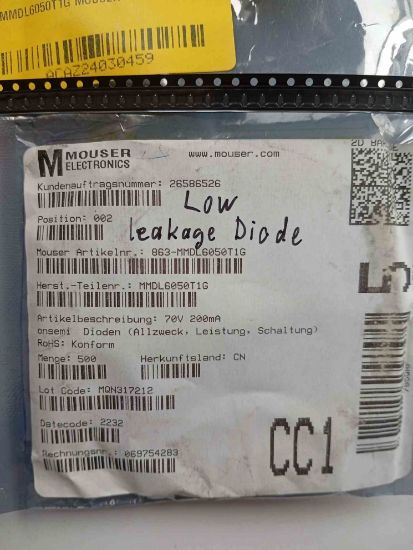 MMDL6050T1G
ACAZ24030459
MOUSER
ELECTRONICS
www.mouser.com
Kundenauftragsnummer: 26586526
Low
Position: 002
leakage Diode
Mouser Artikelnr.: 863-MMDL6050T1G
Herst.-Teilenr.: MMDL6050T1G
Artikelbeschreibung: 70V 200mA
onsemi Dioden (Allzweck, Leistung, Schaltung)
RoHS: Konform
Menge: 500 Herkunftsland: CN
Lot Code: MQN317212
Datecode: 2232
Rechnungsnr.: 069754283
CC1